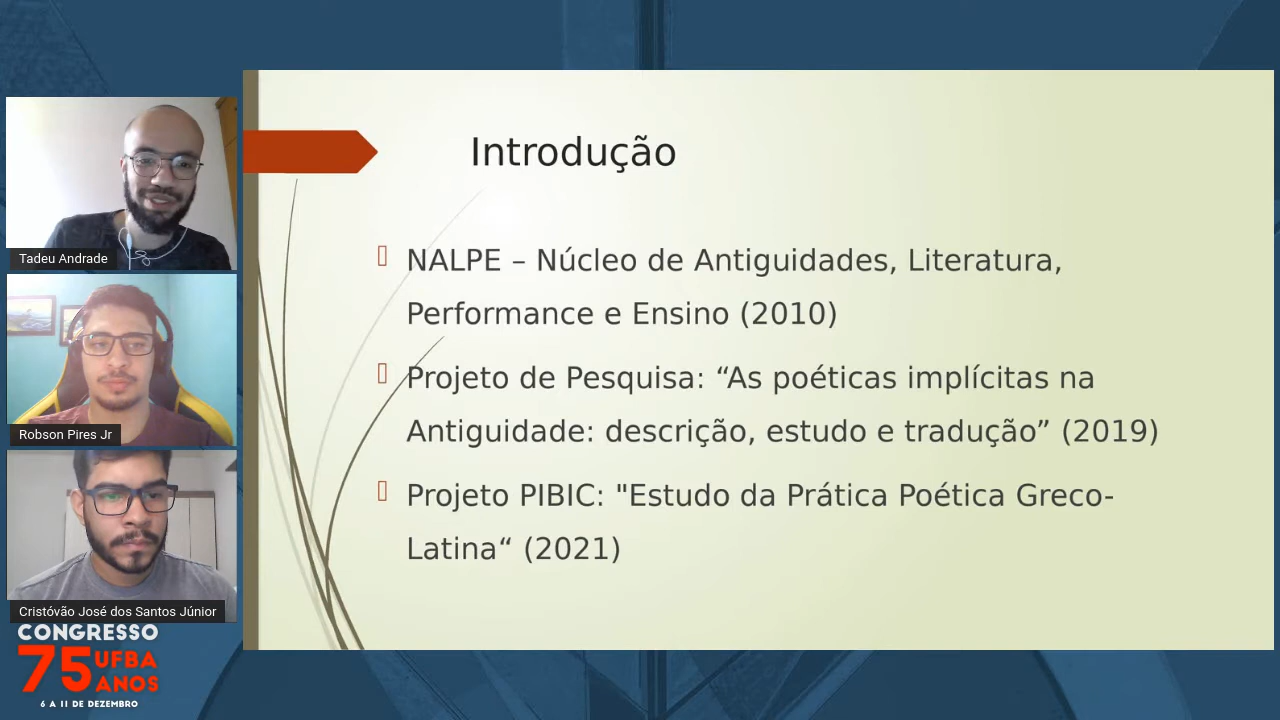 Introdução
NALPE – Núcleo de Antiguidades, Literatura,
Performance e Ensino (2010)
Projeto de Pesquisa: “As poéticas implícitas na
Antiguidade: descrição, estudo e tradução” (2019)
Projeto PIBIC: "Estudo da Prática Poética Greco-
Latina“ (2021)
Tadeu Andrade
Robson Pires Jr
Cristóvão José dos Santos Júnior
CONGRESSO
75 UFBA
ANOS
6 A 11 DE DEZEMBRO